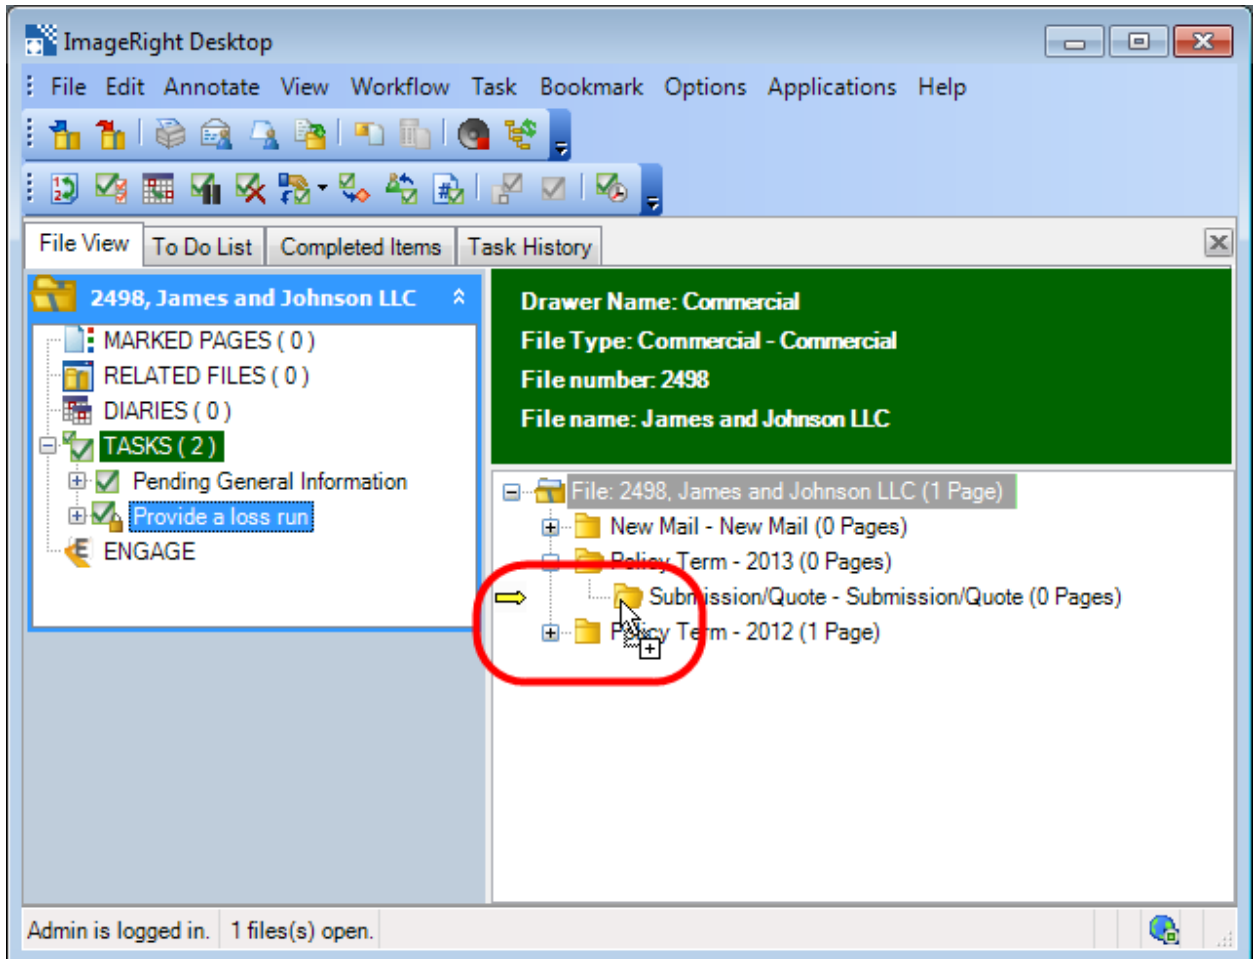 ImageRight Desktop
File Edit Annotate View Workflow Task Bookmark Options Applications Help
File View To Do List Completed Items Task History
2498, James and Johnson LLC
MARKED PAGES ( 0 )
RELATED FILES ( 0 )
DIARIES ( 0 )
TASKS ( 2 )
Pending General Information
Provide a loss run
ENGAGE
Drawer Name: Commercial
File Type: Commercial - Commercial
File number: 2498
File name: James and Johnson LLC
File: 2498, James and Johnson LLC (1 Page)
New Mail - New Mail (0 Pages)
Policy Term - 2013 (0 Pages)
Submission/Quote - Submission/Quote (0 Pages)
Policy Term - 2012 (1 Page)
Admin is logged in. 1 files(s) open.